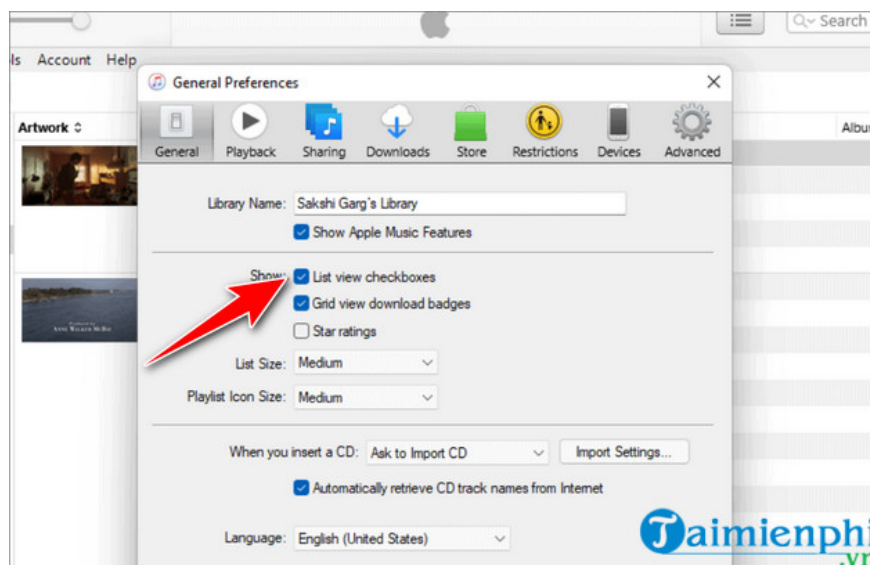 Search
ls Account Help
General Preferences
Artwork
Albu
General Playback Sharing Downloads Store Restrictions Devices Advanced
Library Name: Sakshi Garg's Library
Show Apple Music Features
Show: List view checkboxes
Grid view download badges
Star ratings
List Size: Medium
Playlist Icon Size: Medium
When you insert a CD: Ask to Import CD Import Settings...
Automatically retrieve CD track names from Internet
Language: English (United States)
Taimienphi
.vn